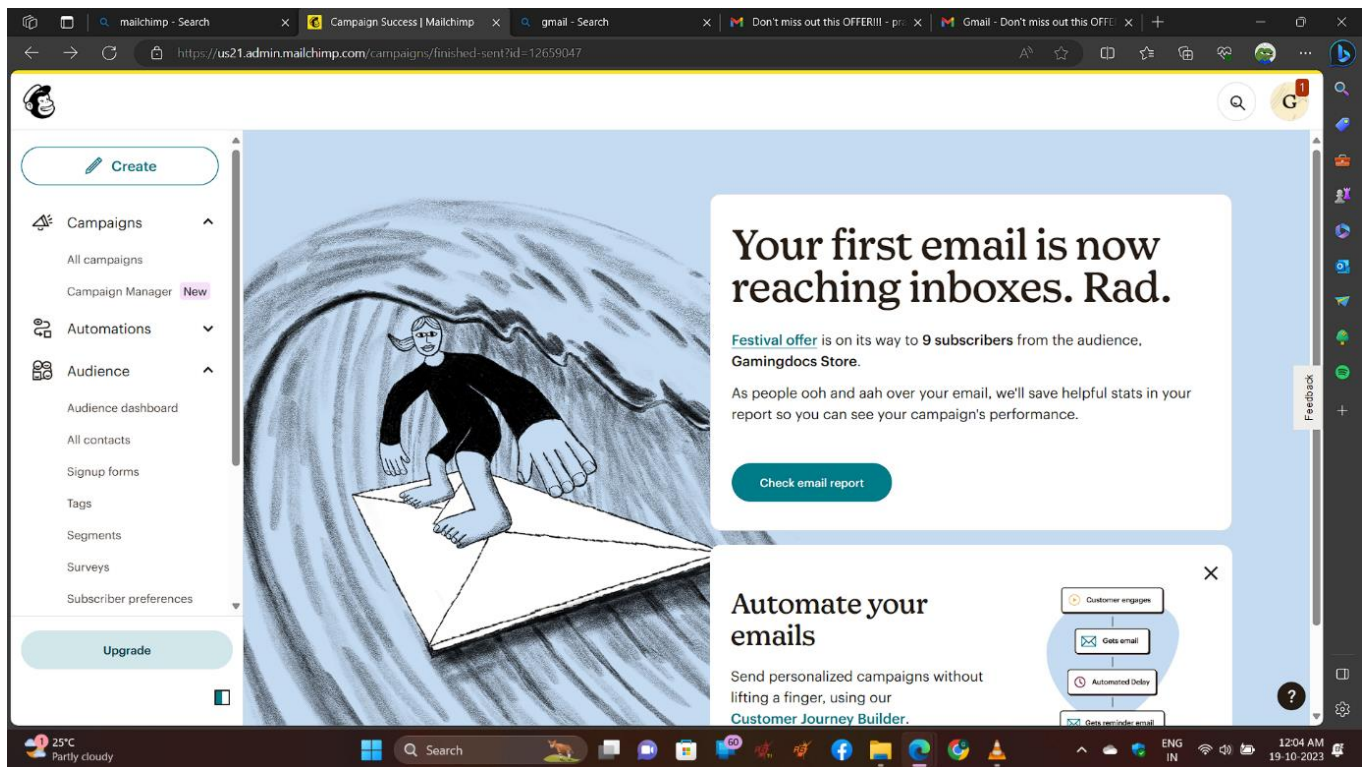 mailchimp - Search
Campaign Success | Mailchimp
gmail - Search
Don't miss out this OFFER!!! - pra
Gmail - Don't miss out this OFFE
https://us21.admin.mailchimp.com/campaigns/finished-sent?id=12659047
G
1
Create
Campaigns
All campaigns
Campaign Manager New
Automations
Audience
Audience dashboard
All contacts
Signup forms
Tags
Segments
Surveys
Subscriber preferences
Upgrade
Your first email is now
reaching inboxes. Rad.
Festival offer is on its way to 9 subscribers from the audience,
Gamingdocs Store.
As people ooh and aah over your email, we'll save helpful stats in your
report so you can see your campaign's performance.
Check email report
Feedback
Automate your
emails
Send personalized campaigns without
lifting a finger, using our
Customer Journey Builder.
Customer engages
Gets email
Automated Delay
Gets reminder email
?
1
25°C
Partly cloudy
Search
60
ENG
IN
12:04 AM
19-10-2023